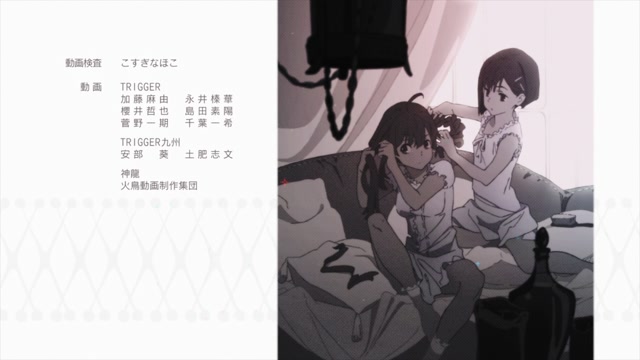 動画検査　こすぎなほこ
動 画　TRIGGER
加藤麻由　永井榛華
櫻井哲也　島田素陽
菅野一期　千葉一希
TRIGGER九州
安部　葵　土肥志文
神龍
火鳥動画制作集団